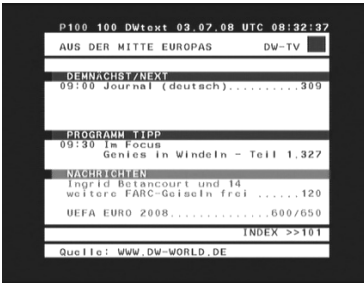 P100 100 DWtext 03.07.08 UTC 08:32:37
AUS DER MITTE EUROPAS DW-TV
DEMNÄCHST/NEXT
09:00 Journal (deutsch)..........309
PROGRAMM TIPP
09:30 Im Focus
Genies in Windeln - Teil 1.327
NACHRICHTEN
Ingrid Betancourt und 14
weitere FARC-Geiseln frei ......120
UEFA EURO 2008..............600/650
INDEX >>101
Quelle: WWW.DW-WORLD.DE